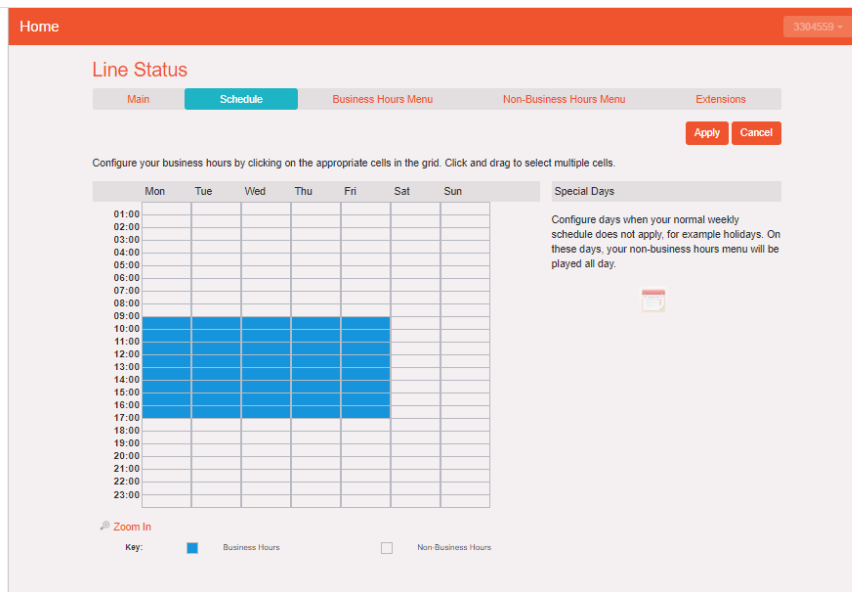 Home
3304559
Line Status
Main Schedule Business Hours Menu Non-Business Hours Menu Extensions
Apply Cancel
Configure your business hours by clicking on the appropriate cells in the grid. Click and drag to select multiple cells.
Mon Tue Wed Thu Fri Sat Sun
Special Days
Configure days when your normal weekly
schedule does not apply, for example holidays. On
these days, your non-business hours menu will be
played all day.
01:00
02:00
03:00
04:00
05:00
06:00
07:00
08:00
09:00
10:00
11:00
12:00
13:00
14:00
15:00
16:00
17:00
18:00
19:00
20:00
21:00
22:00
23:00
Zoom In
Key: Business Hours Non-Business Hours